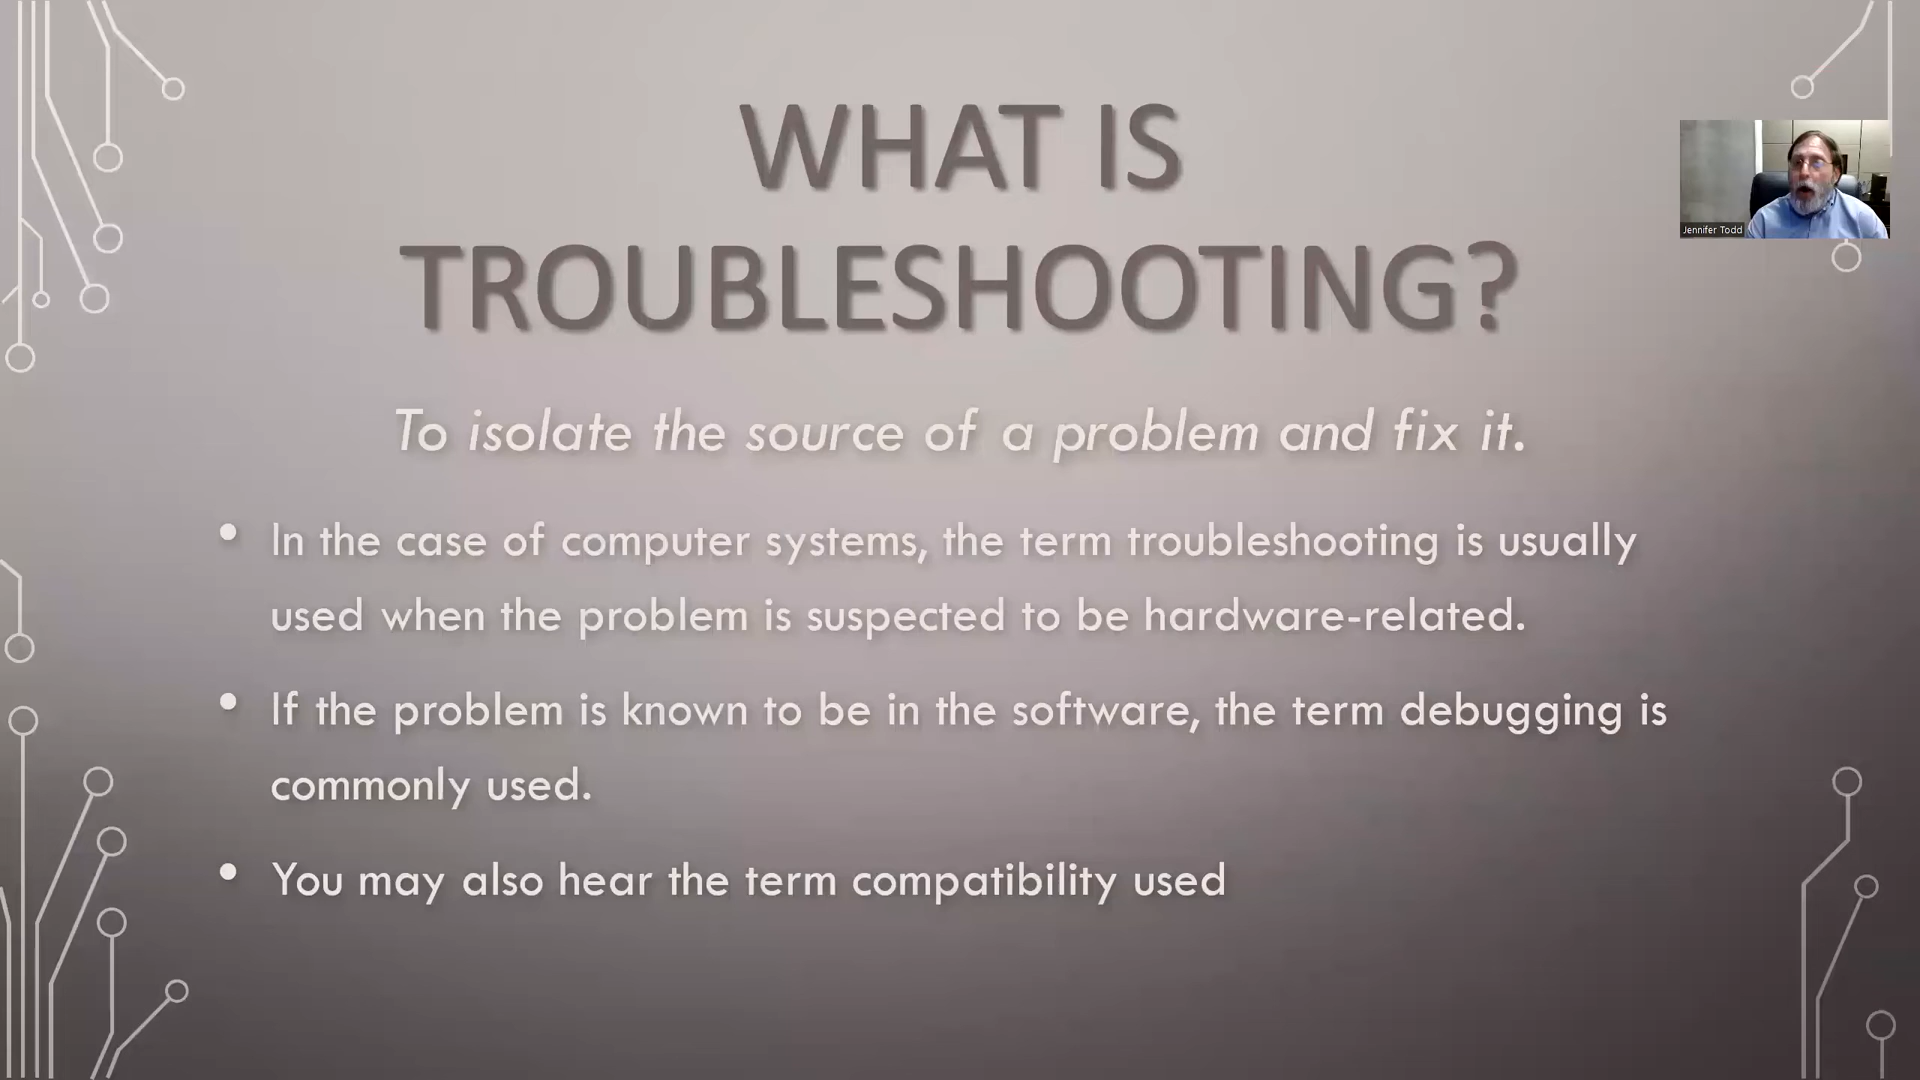 WHAT IS
TROUBLESHOOTING?
Jennifer Todd
To isolate the source of a problem and fix it.
• In the case of computer systems, the term troubleshooting is usually
used when the problem is suspected to be hardware-related.
• If the problem is known to be in the software, the term debugging is
commonly used.
• You may also hear the term compatibility used